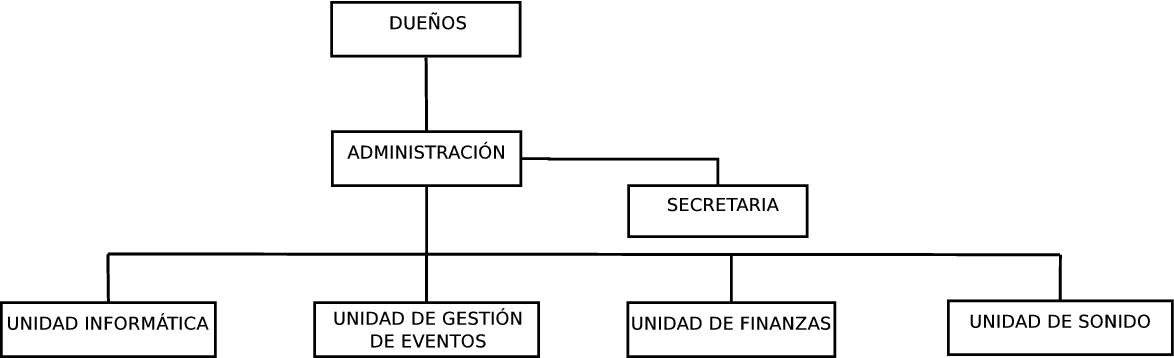 DUEÑOS
ADMINISTRACIÓN
SECRETARIA
UNIDAD INFORMÁTICA
UNIDAD DE GESTIÓN
DE EVENTOS
UNIDAD DE FINANZAS
UNIDAD DE SONIDO